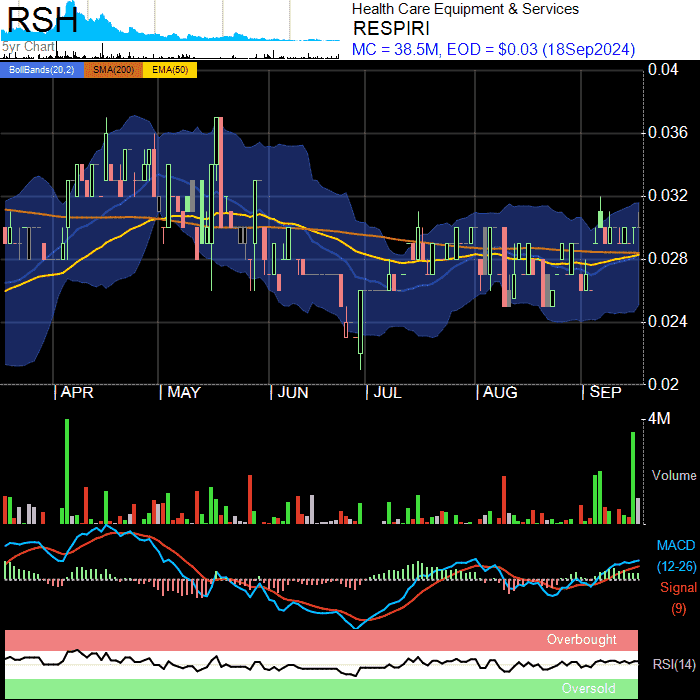 RSH
5yr Chart
Health Care Equipment & Services
RESPIRI
MC = 38.5M, EOD = $0.03 (18Sep2024)
BollBands(20,2) SMA(200) EMA(50)
0.04
0.036
0.032
0.028
0.024
0.02
APR MAY JUN JUL AUG SEP
4M
Volume
MACD
(12-26)
Signal
(9)
Overbought
RSI(14)
Oversold